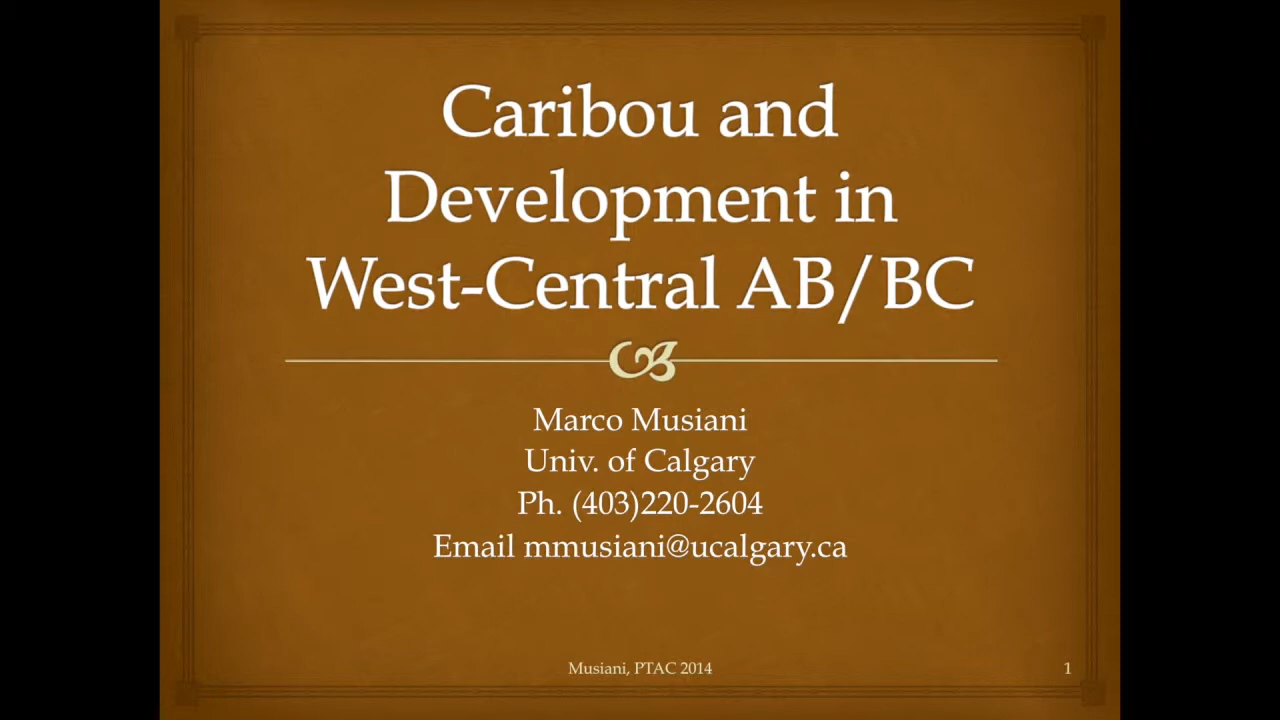 Caribou and
Development in
West-Central AB/BC
Marco Musiani
Univ. of Calgary
Ph. (403)220-2604
Email mmusiani@ucalgary.ca
Musiani, PTAC 2014
1